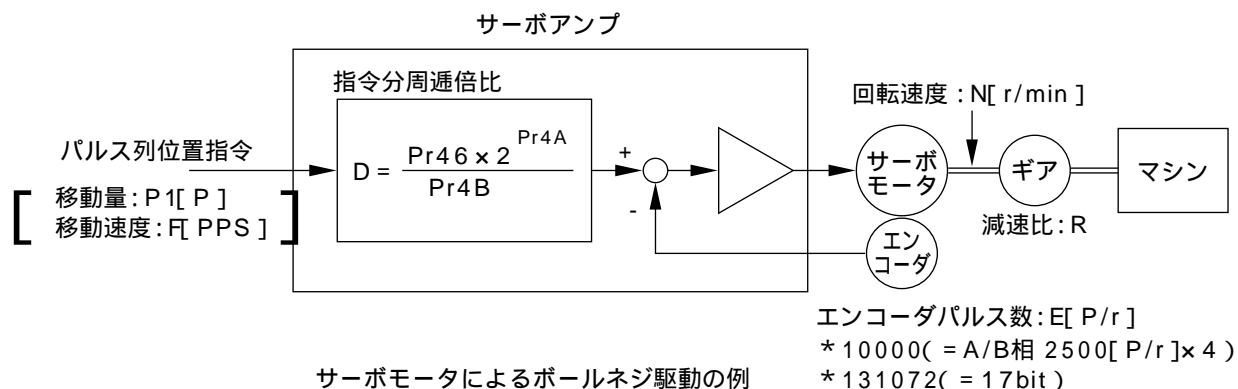 サーボアンプ
指令分周逓倍比
D = Pr46 × 2 Pr4A
Pr4B
パルス列位置指令
[ 移動量:P1[ P ]
移動速度:F[ PPS ] ]
+
-
回転速度:N[ r/min ]
サーボ
モータ
ギア
マシン
減速比:R
エン
コーダ
エンコーダパルス数:E[ P/r ]
*10000( = A/B相 2500[ P/r ]× 4 )
*131072( = 17bit )
サーボモータによるボールネジ駆動の例